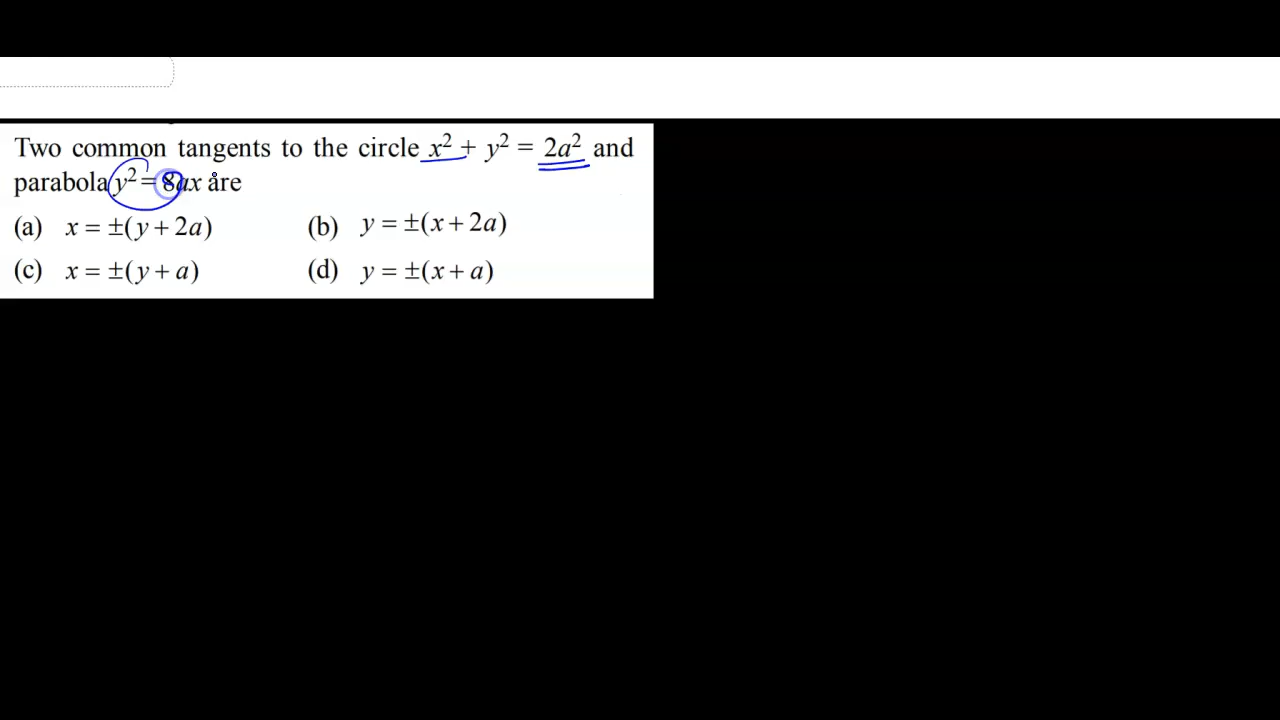 Two common tangents to the circle x² + y² = 2a² and
parabola y² = 8ax are
(a) x = ±(y + 2a) (b) y = ±(x + 2a)
(c) x = ±(y + a) (d) y = ±(x + a)